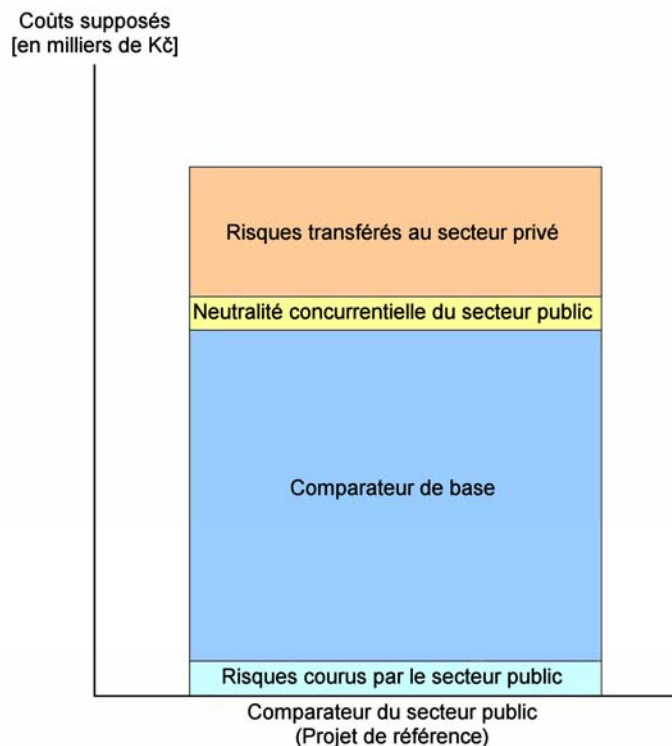 Coûts supposés
[en milliers de Kč]
Risques transférés au secteur privé
Neutralité concurrentielle du secteur public
Comparateur de base
Risques courus par le secteur public
Comparateur du secteur public
(Projet de référence)